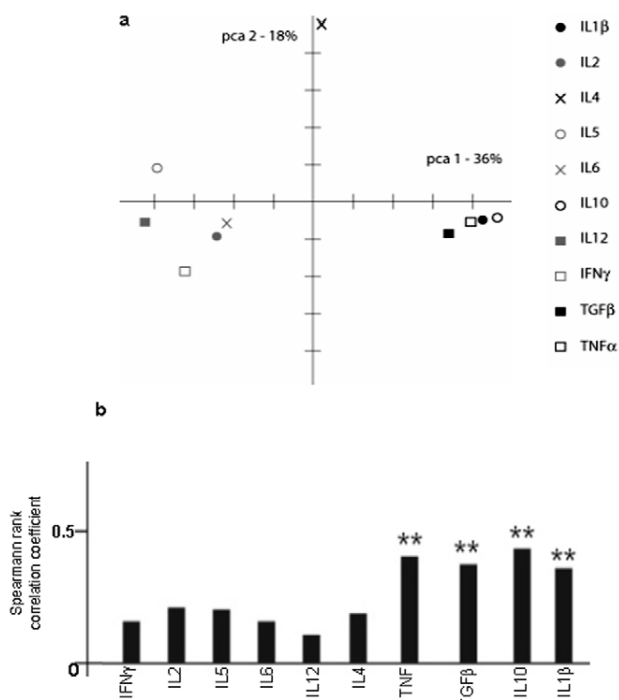 a
pca 2 - 18%
pca 1 - 36%
IL1β
IL2
IL4
IL5
IL6
IL10
IL12
IFNγ
TGFβ
TNFα
b
Spearmann rank
correlation coefficient
0.5
0
** ** ** **
IFNγ IL2 IL5 IL6 IL12 IL4 TNF TGFβ IL10 IL1β